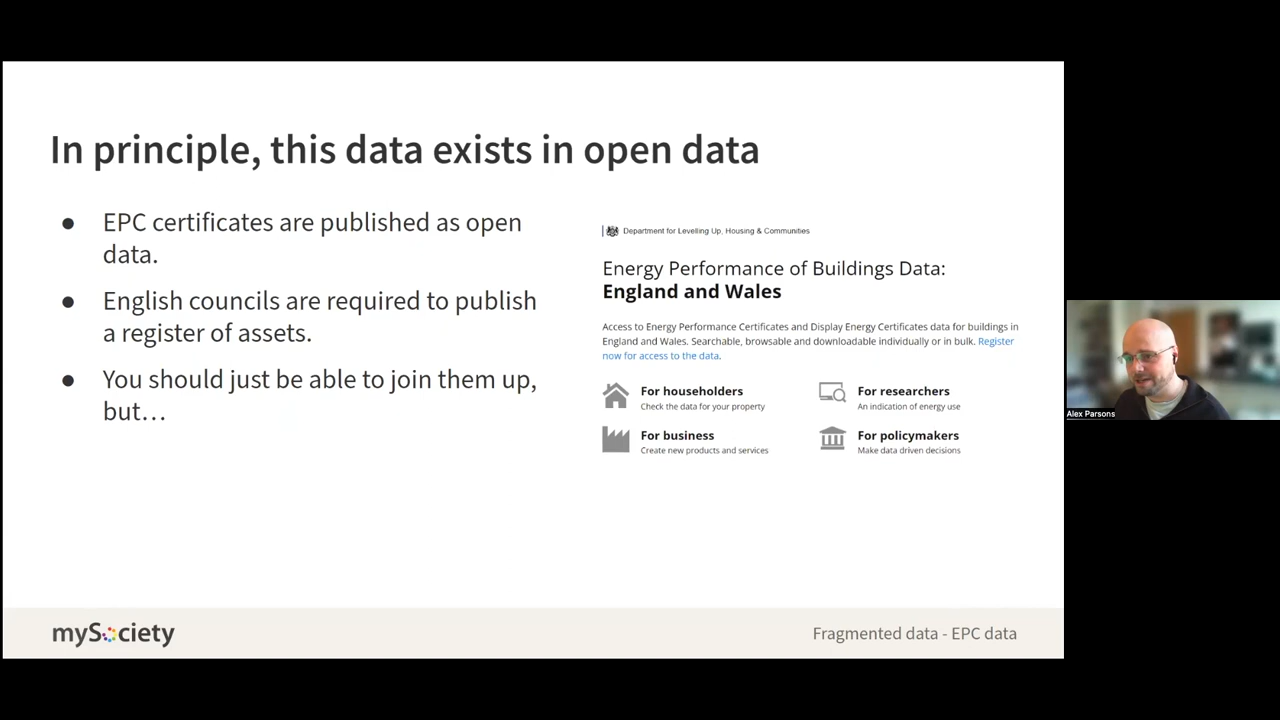 In principle, this data exists in open data
● EPC certificates are published as open
data.
● English councils are required to publish
a register of assets.
● You should just be able to join them up,
but…
Department for Levelling Up, Housing & Communities
Energy Performance of Buildings Data:
England and Wales
Access to Energy Performance Certificates and Display Energy Certificates data for buildings in
England and Wales. Searchable, browsable and downloadable individually or in bulk. Register
now for access to the data.
For householders
Check the data for your property
For researchers
An indication of energy use
For business
Create new products and services
For policymakers
Make data driven decisions
Alex Parsons
mySociety
Fragmented data - EPC data